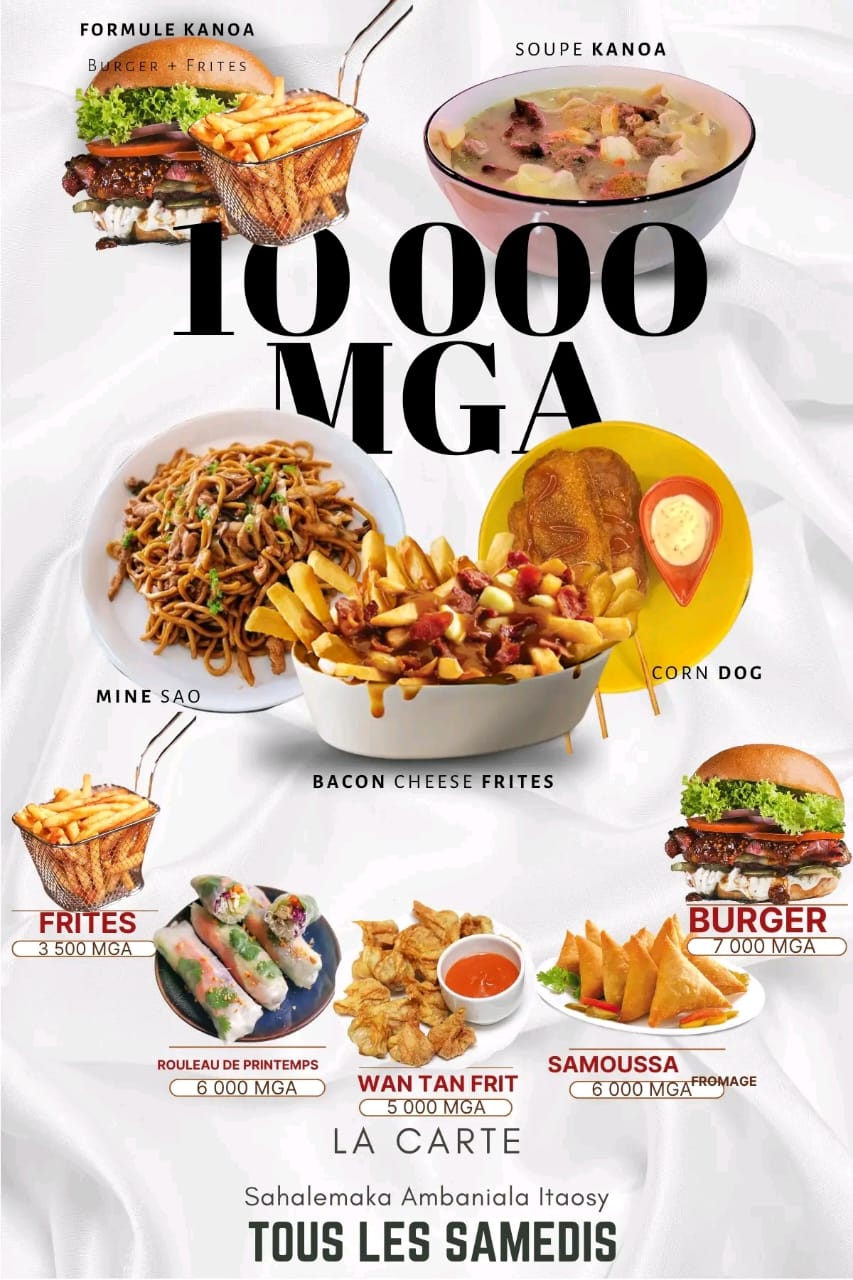 FORMULE KANOA
BURGER + FRITES
SOUPE KANOA
10 000
MGA
MINE SAO
CORN DOG
BACON CHEESE FRITES
FRITES
3 500 MGA
BURGER
7 000 MGA
ROULEAU DE PRINTEMPS
6 000 MGA
WAN TAN FRIT
5 000 MGA
SAMOUSSA
FROMAGE
6 000 MGA
LA CARTE
Sahalemaka Ambaniala Itaosy
TOUS LES SAMEDIS